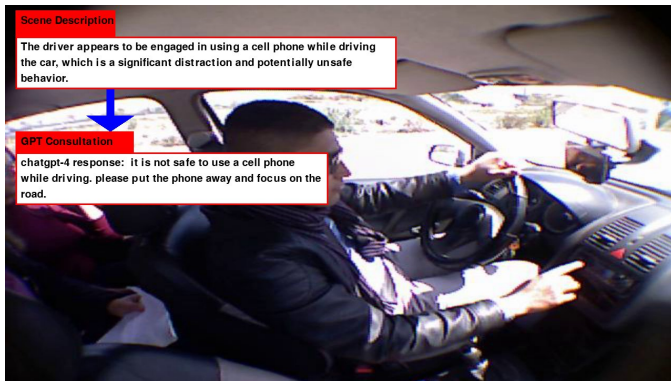 Scene Description
The driver appears to be engaged in using a cell phone while driving
the car, which is a significant distraction and potentially unsafe
behavior.
GPT Consultation
chatgpt-4 response: it is not safe to use a cell phone
while driving. please put the phone away and focus on the
road.